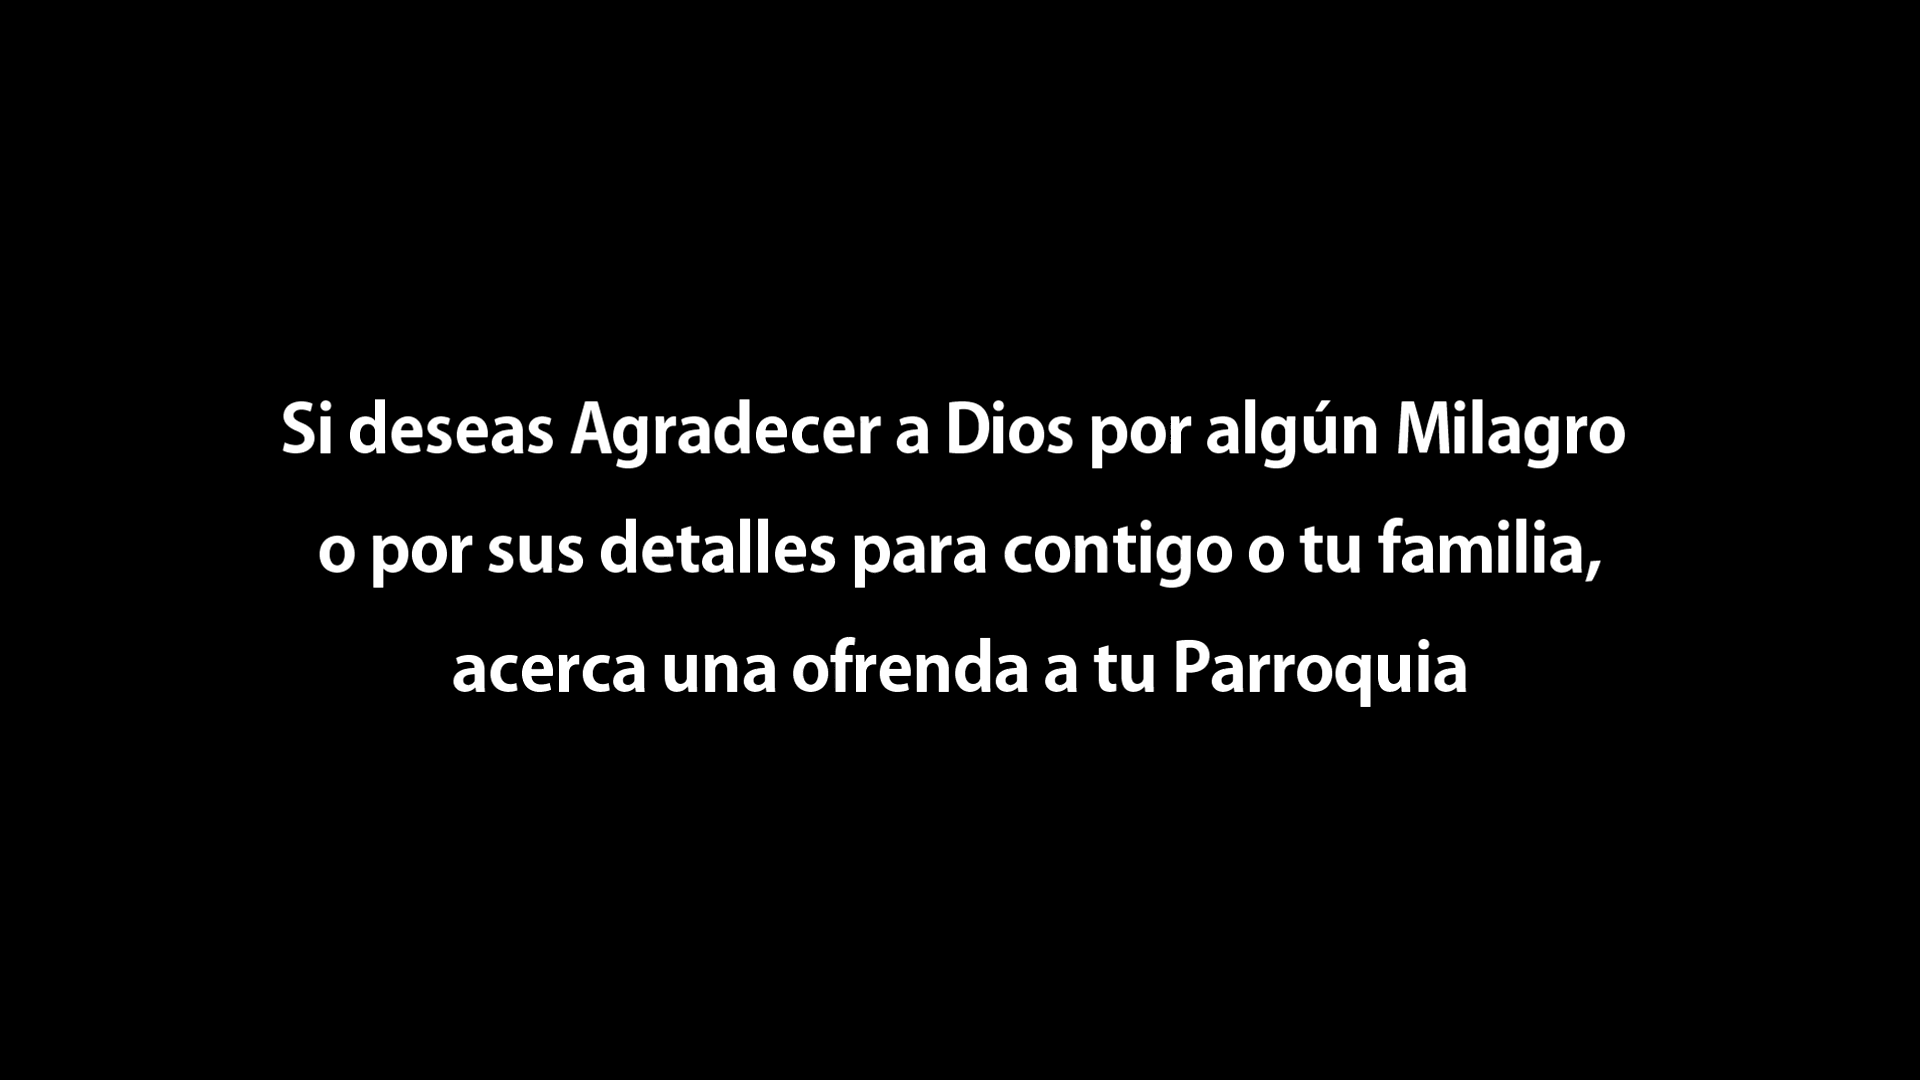 Si deseas Agradecer a Dios por algún Milagro
o por sus detalles para contigo o tu familia,
acerca una ofrenda a tu Parroquia